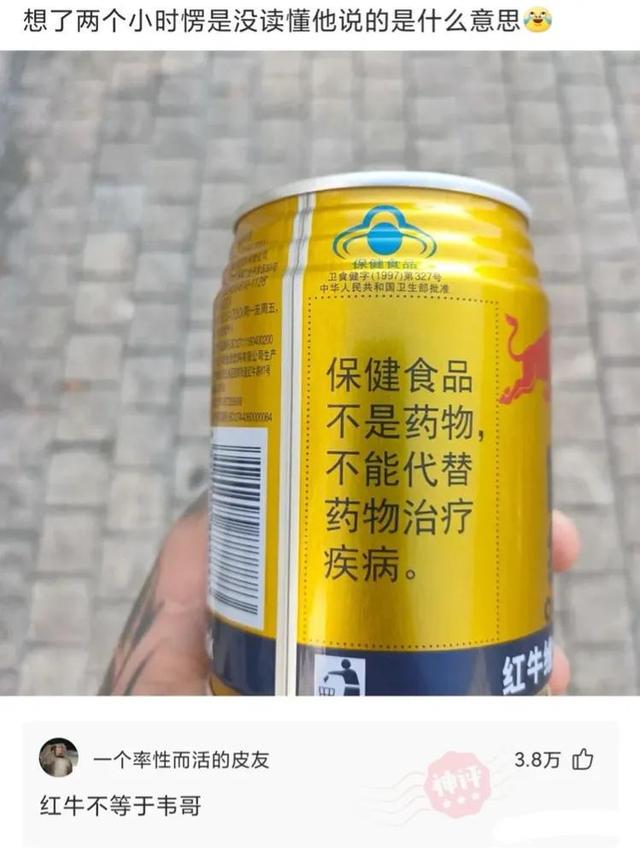 想了两个小时愣是没读懂他说的是什么意思😂
保健食品
卫食健字(1997)第327号
中华人民共和国卫生部批准
保健食品
不是药物，
不能代替
药物治疗
疾病。
红牛维
一个率性而活的皮友
神评
3.8万
红牛不等于韦哥